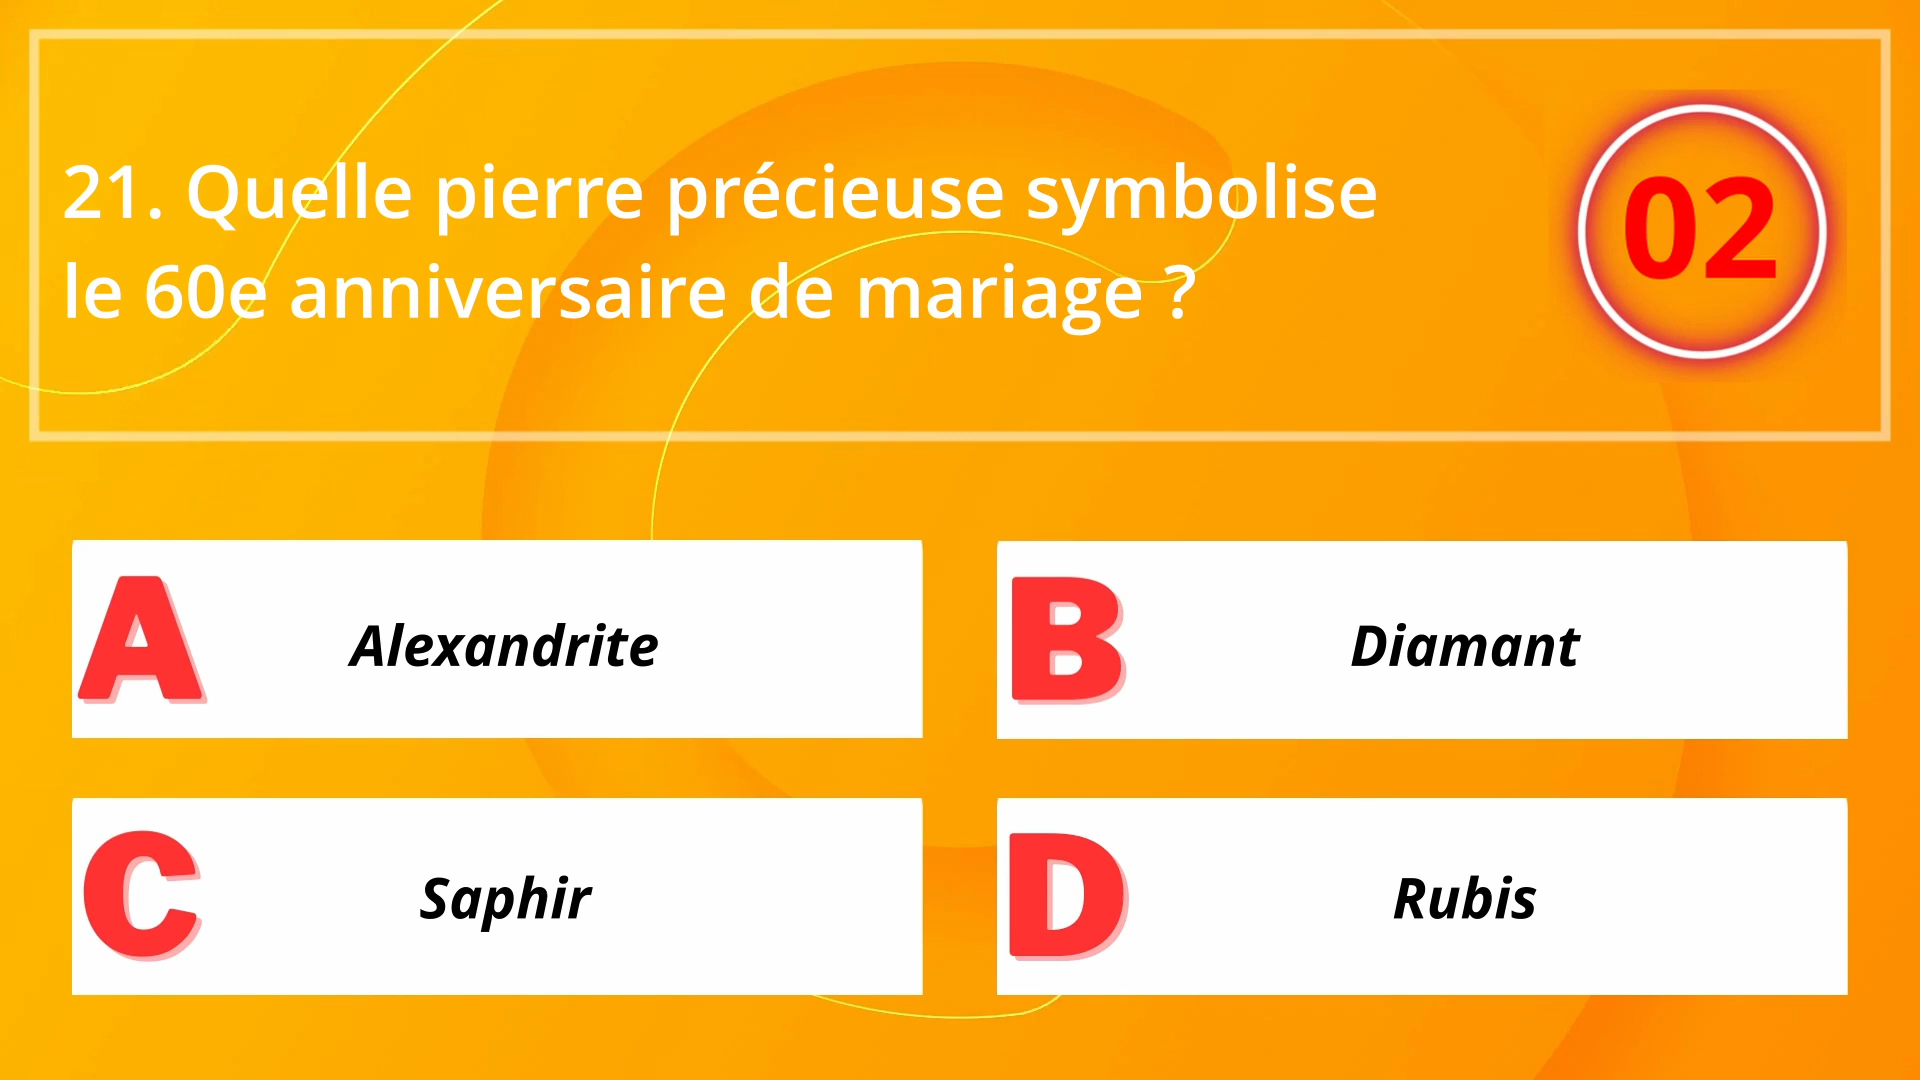 21. Quelle pierre précieuse symbolise
le 60e anniversaire de mariage ?
02
A
Alexandrite
B
Diamant
C
Saphir
D
Rubis